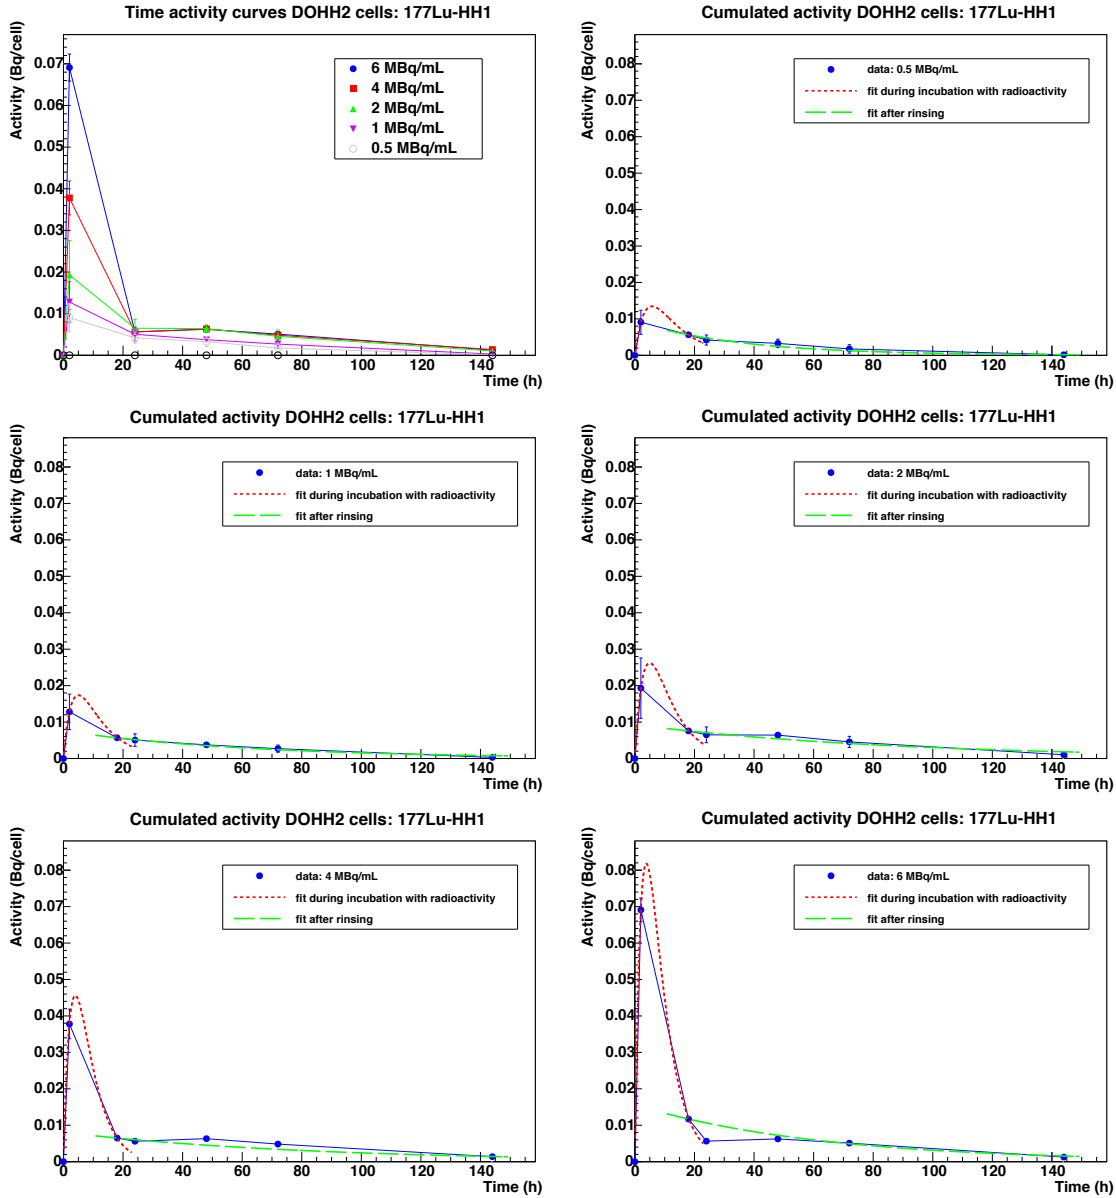 Time activity curves DOHH2 cells: 177Lu-HH1
Activity (Bq/cell)
0.07
0.06
0.05
0.04
0.03
0.02
0.01
0
6 MBq/mL
4 MBq/mL
2 MBq/mL
1 MBq/mL
0.5 MBq/mL
0 20 40 60 80 100 120 140
Time (h)
Cumulated activity DOHH2 cells: 177Lu-HH1
Activity (Bq/cell)
0.08
0.07
0.06
0.05
0.04
0.03
0.02
0.01
0
data: 0.5 MBq/mL
fit during incubation with radioactivity
fit after rinsing
0 20 40 60 80 100 120 140
Time (h)
Cumulated activity DOHH2 cells: 177Lu-HH1
Activity (Bq/cell)
0.08
0.07
0.06
0.05
0.04
0.03
0.02
0.01
0
data: 1 MBq/mL
fit during incubation with radioactivity
fit after rinsing
0 20 40 60 80 100 120 140
Time (h)
Cumulated activity DOHH2 cells: 177Lu-HH1
Activity (Bq/cell)
0.08
0.07
0.06
0.05
0.04
0.03
0.02
0.01
0
data: 2 MBq/mL
fit during incubation with radioactivity
fit after rinsing
0 20 40 60 80 100 120 140
Time (h)
Cumulated activity DOHH2 cells: 177Lu-HH1
Activity (Bq/cell)
0.08
0.07
0.06
0.05
0.04
0.03
0.02
0.01
0
data: 4 MBq/mL
fit during incubation with radioactivity
fit after rinsing
0 20 40 60 80 100 120 140
Time (h)
Cumulated activity DOHH2 cells: 177Lu-HH1
Activity (Bq/cell)
0.08
0.07
0.06
0.05
0.04
0.03
0.02
0.01
0
data: 6 MBq/mL
fit during incubation with radioactivity
fit after rinsing
0 20 40 60 80 100 120 140
Time (h)